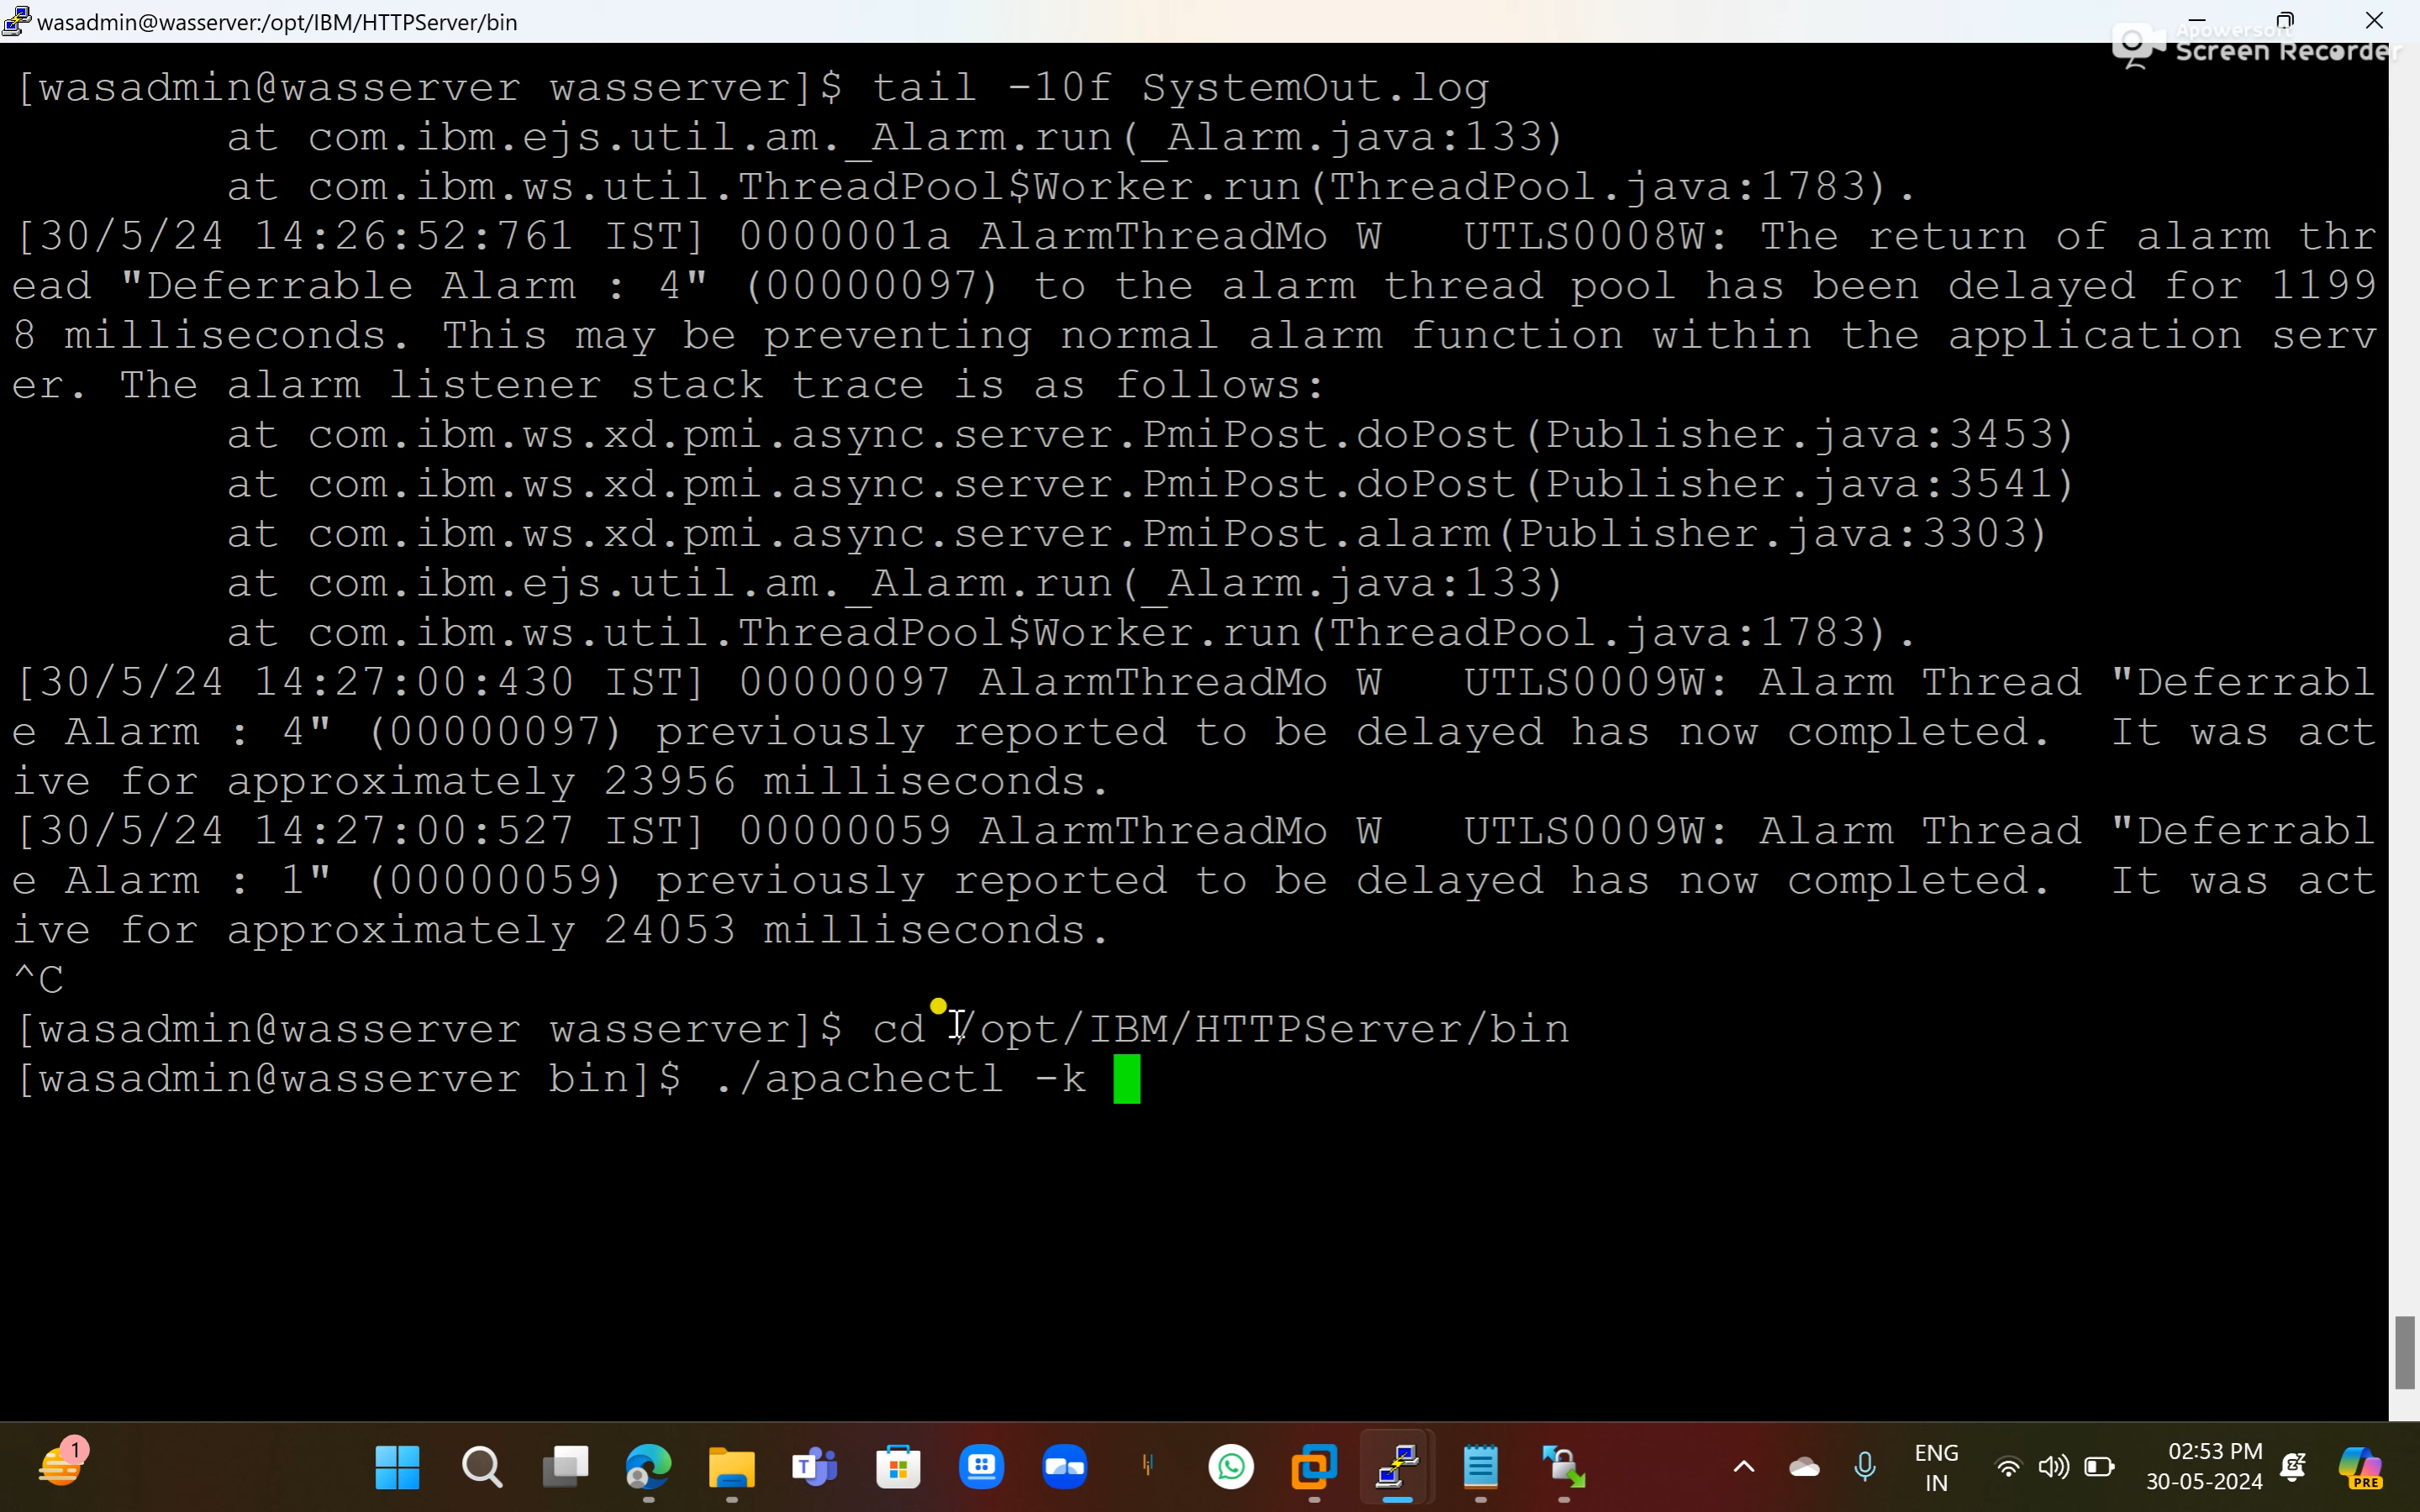 wasadmin@wasserver:/opt/IBM/HTTPServer/bin
Apowersoft
Screen Recorder
[wasadmin@wasserver wasserver]$ tail -10f SystemOut.log
at com.ibm.ejs.util.am._Alarm.run(_Alarm.java:133)
at com.ibm.ws.util.ThreadPool$Worker.run(ThreadPool.java:1783).
[30/5/24 14:26:52:761 IST] 0000001a AlarmThreadMo W   UTLS0008W: The return of alarm thr
ead "Deferrable Alarm : 4" (00000097) to the alarm thread pool has been delayed for 1199
8 milliseconds. This may be preventing normal alarm function within the application serv
er. The alarm listener stack trace is as follows:
at com.ibm.ws.xd.pmi.async.server.PmiPost.doPost(Publisher.java:3453)
at com.ibm.ws.xd.pmi.async.server.PmiPost.doPost(Publisher.java:3541)
at com.ibm.ws.xd.pmi.async.server.PmiPost.alarm(Publisher.java:3303)
at com.ibm.ejs.util.am._Alarm.run(_Alarm.java:133)
at com.ibm.ws.util.ThreadPool$Worker.run(ThreadPool.java:1783).
[30/5/24 14:27:00:430 IST] 00000097 AlarmThreadMo W   UTLS0009W: Alarm Thread "Deferrabl
e Alarm : 4" (00000097) previously reported to be delayed has now completed.  It was act
ive for approximately 23956 milliseconds.
[30/5/24 14:27:00:527 IST] 00000059 AlarmThreadMo W   UTLS0009W: Alarm Thread "Deferrabl
e Alarm : 1" (00000059) previously reported to be delayed has now completed.  It was act
ive for approximately 24053 milliseconds.
^C
[wasadmin@wasserver wasserver]$ cd /opt/IBM/HTTPServer/bin
[wasadmin@wasserver bin]$ ./apachectl -k
1
T
ENG
IN
02:53 PM
30-05-2024
PRE